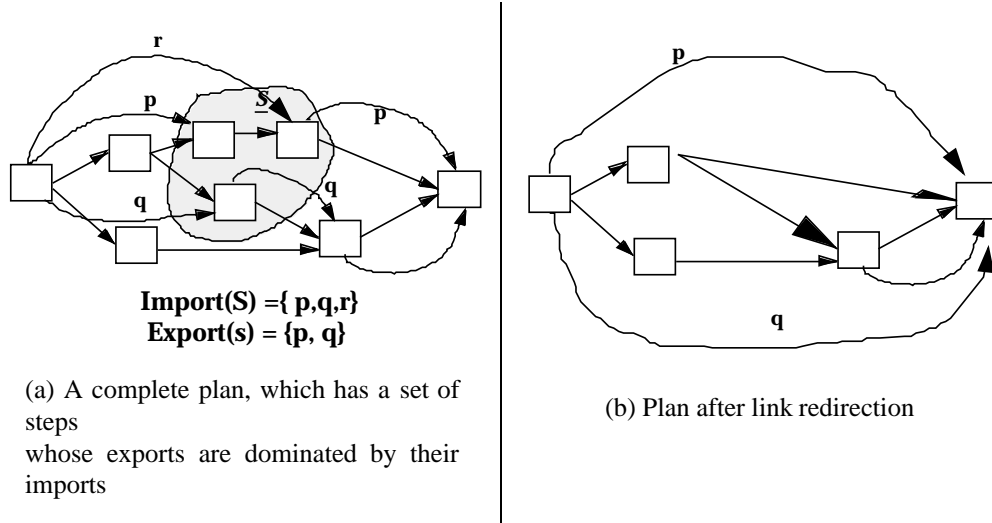 r
S
p
p
q
q
Import(S) ={ p,q,r}
Export(s) = {p, q}
(a) A complete plan, which has a set of
steps
whose exports are dominated by their
imports
p
q
(b) Plan after link redirection